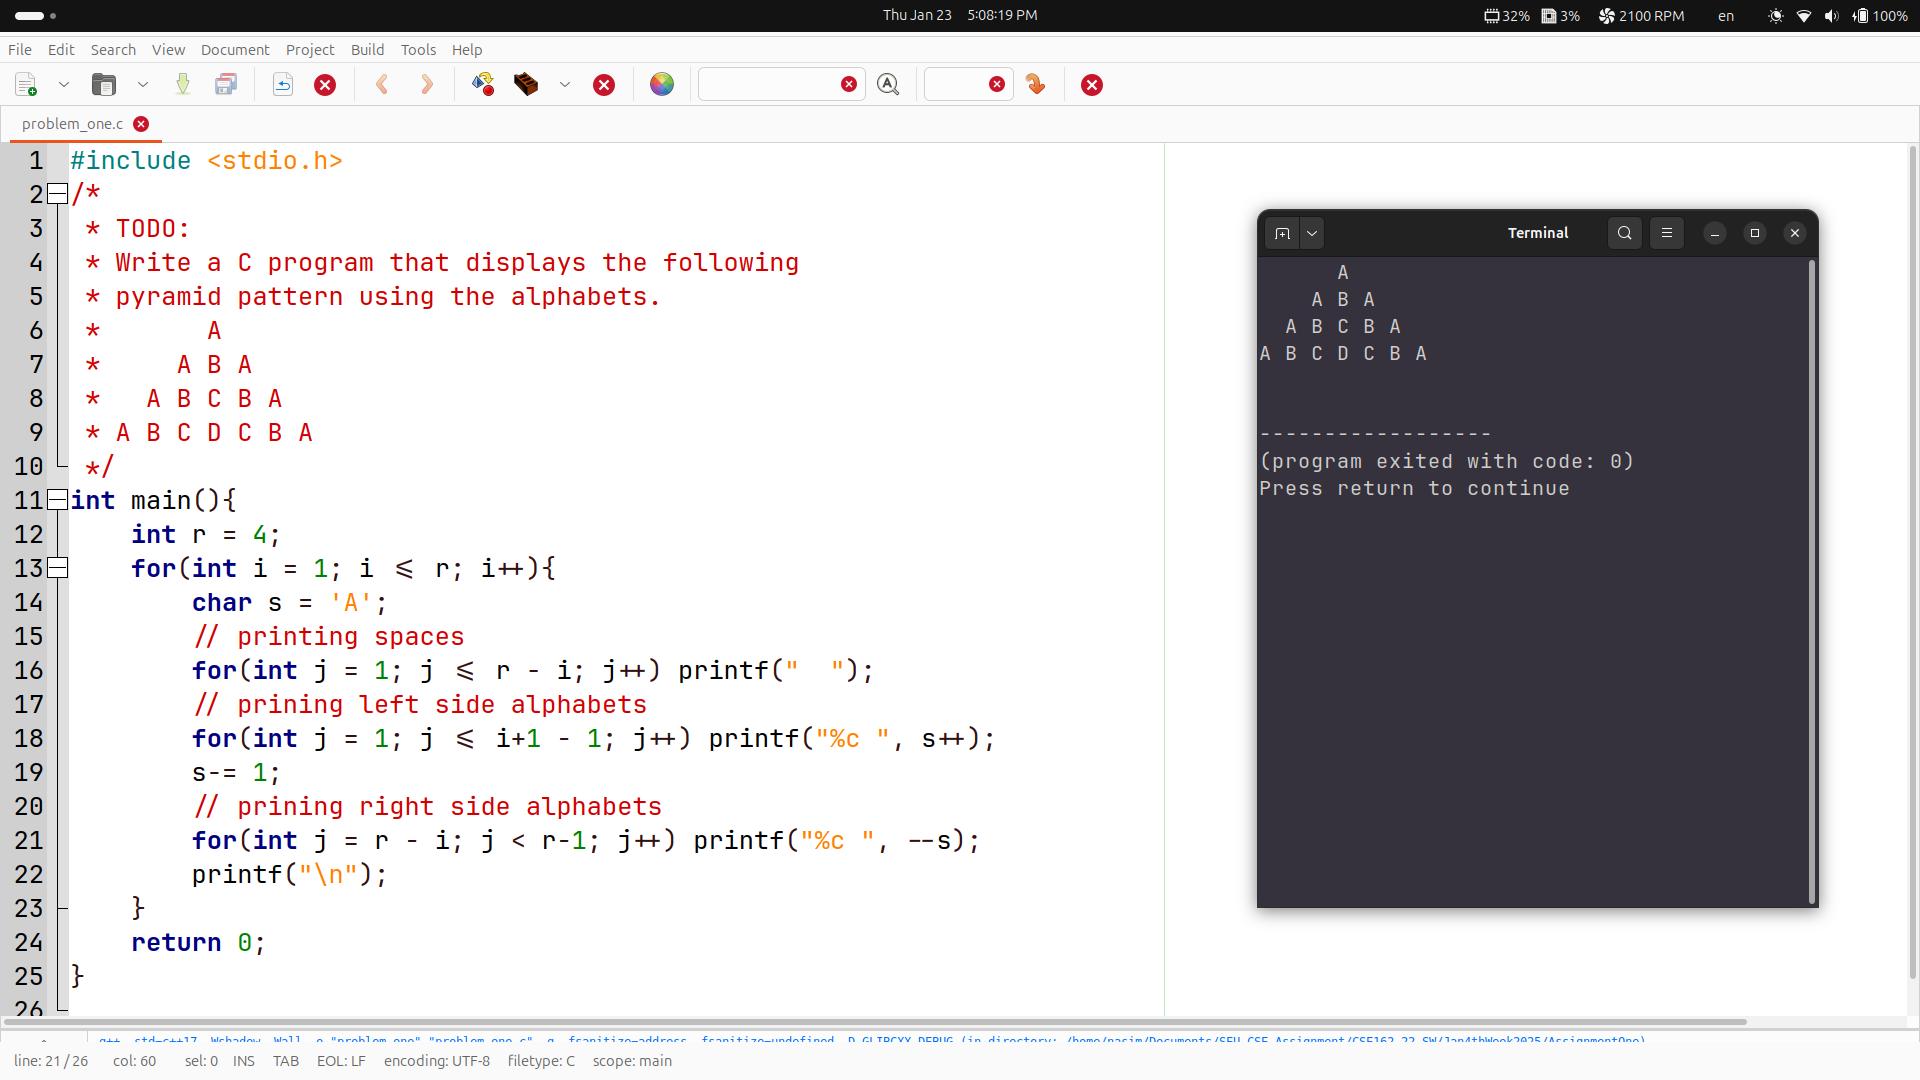 Thu Jan 23 5:08:19 PM 32% 3% 2100 RPM en 100%
File Edit Search View Document Project Build Tools Help
problem_one.c
1 #include <stdio.h>
2 /*
3  * TODO:
4  * Write a C program that displays the following
5  * pyramid pattern using the alphabets.
6  *       A
7  *     A B A
8  *   A B C B A
9  * A B C D C B A
10  */
11 int main(){
12     int r = 4;
13     for(int i = 1; i <= r; i++){
14         char s = 'A';
15         // printing spaces
16         for(int j = 1; j <= r - i; j++) printf("  ");
17         // prining left side alphabets
18         for(int j = 1; j <= i+1 - 1; j++) printf("%c ", s++);
19         s-= 1;
20         // prining right side alphabets
21         for(int j = r - i; j < r-1; j++) printf("%c ", --s);
22         printf("\n");
23     }
24     return 0;
25 }
26
Terminal
      A
    A B A
  A B C B A
A B C D C B A
------------------
(program exited with code: 0)
Press return to continue
g++ -std=c++17 -Wshadow -Wall -o "problem_one" "problem_one.c" -g -fsanitize=address -fsanitize=undefined -D_GLIBCXX_DEBUG (in directory: /home/nasim/Documents/SEU-CSE-Assignment/CSE162.22-SW/Jan4thWeek2025/AssignmentOne)
line: 21 / 26 col: 60 sel: 0 INS TAB EOL: LF encoding: UTF-8 filetype: C scope: main